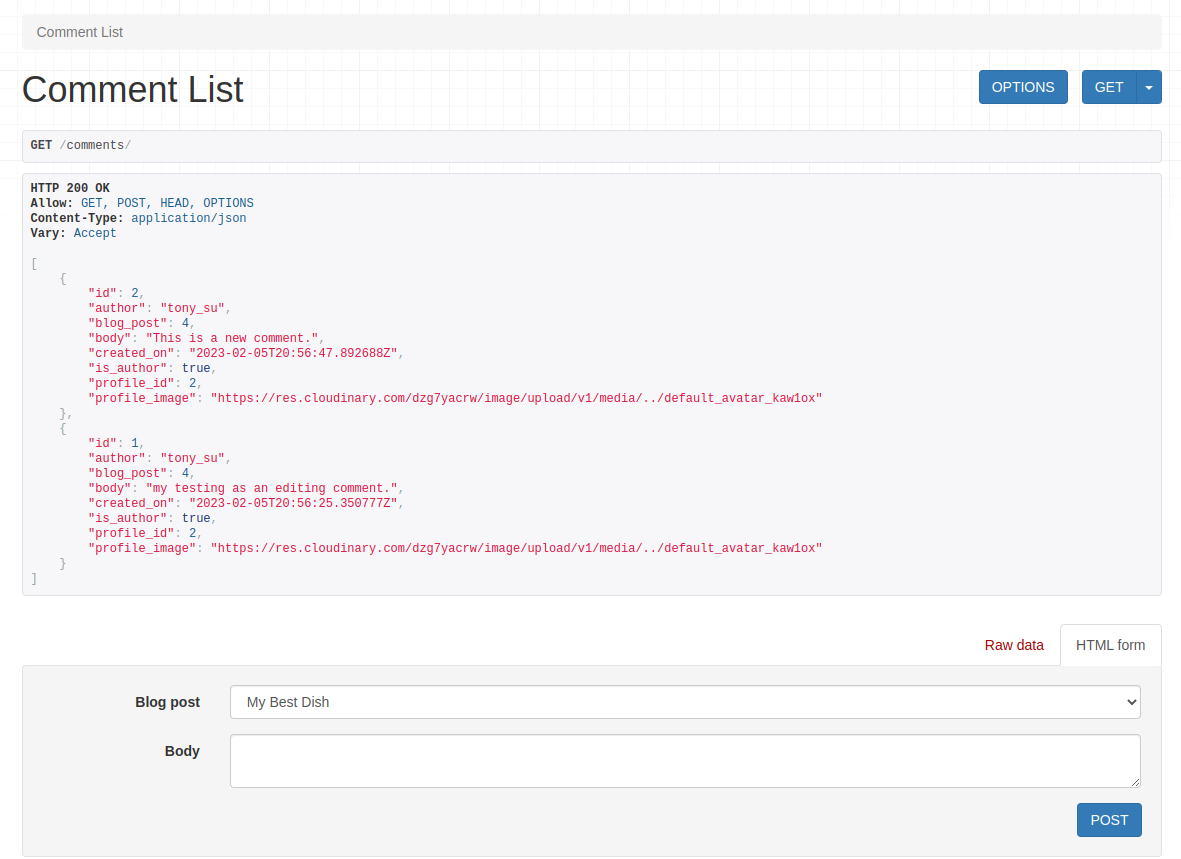 Comment List
Comment List
OPTIONS
GET
GET /comments/
HTTP 200 OK
Allow: GET, POST, HEAD, OPTIONS
Content-Type: application/json
Vary: Accept
[
    {
        "id": 2,
        "author": "tony_su",
        "blog_post": 4,
        "body": "This is a new comment.",
        "created_on": "2023-02-05T20:56:47.892688Z",
        "is_author": true,
        "profile_id": 2,
        "profile_image": "https://res.cloudinary.com/dzg7yacrw/image/upload/v1/media/../default_avatar_kaw1ox"
    },
    {
        "id": 1,
        "author": "tony_su",
        "blog_post": 4,
        "body": "my testing as an editing comment.",
        "created_on": "2023-02-05T20:56:25.350777Z",
        "is_author": true,
        "profile_id": 2,
        "profile_image": "https://res.cloudinary.com/dzg7yacrw/image/upload/v1/media/../default_avatar_kaw1ox"
    }
]
Raw data
HTML form
Blog post
My Best Dish
Body
POST